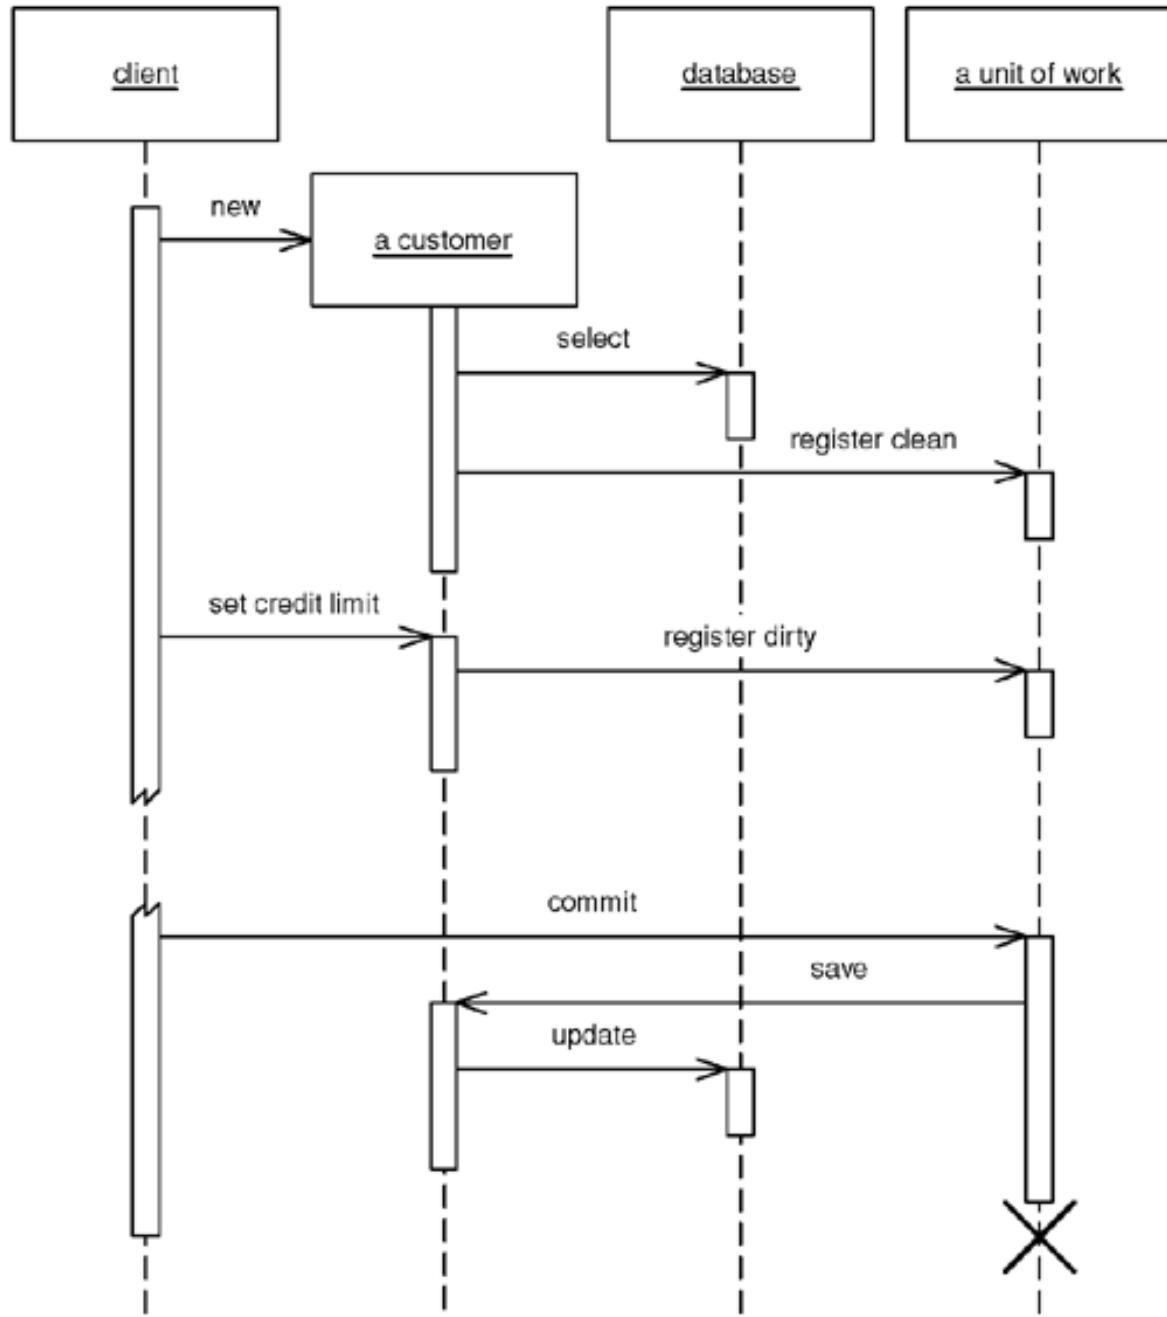 client
database
a unit of work
new
a customer
select
register clean
set credit limit
register dirty
commit
save
update